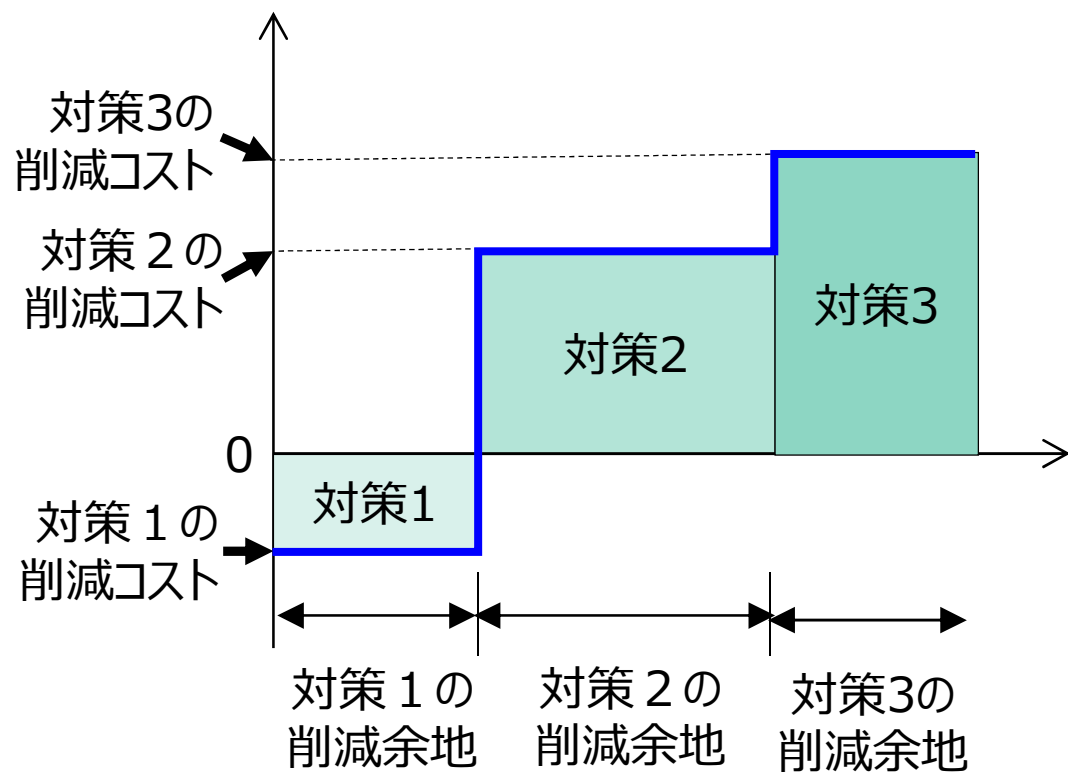 対策3の
削減コスト
対策２の
削減コスト
対策3
対策2
0
対策1
対策１の
削減コスト
対策１の
削減余地
対策２の
削減余地
対策3の
削減余地